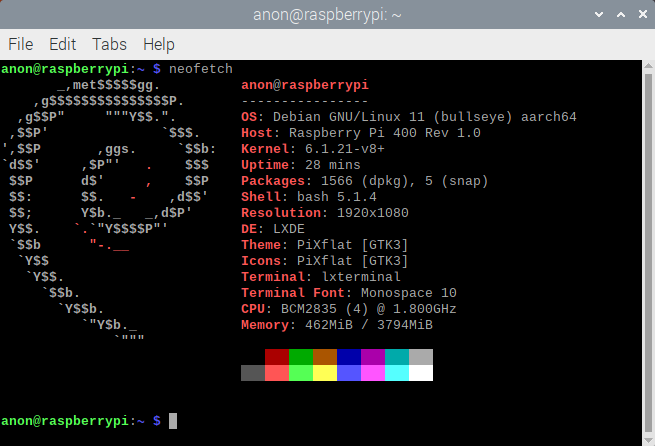 anon@raspberrypi: ~
File Edit Tabs Help
anon@raspberrypi:~ $ neofetch
       _,met$$$$$gg.          anon@raspberrypi
    ,g$$$$$$$$$$$$$$$P.       ----------------
  ,g$$P"     """Y$$.".        OS: Debian GNU/Linux 11 (bullseye) aarch64
 ,$$P'              `$$$.     Host: Raspberry Pi 400 Rev 1.0
',$$P       ,ggs.     `$$b:   Kernel: 6.1.21-v8+
`d$$'     ,$P"'   .    $$$    Uptime: 28 mins
 $$P      d$'     ,    $$P    Packages: 1566 (dpkg), 5 (snap)
 $$:      $$.   -    ,d$$'    Shell: bash 5.1.4
 $$;      Y$b._   _,d$P'      Resolution: 1920x1080
 Y$$.    `.`"Y$$$$P"'         DE: LXDE
 `$$b      "-.__              Theme: PiXflat [GTK3]
  `Y$$                        Icons: PiXflat [GTK3]
   `Y$$.                      Terminal: lxterminal
     `$$b.                    Terminal Font: Monospace 10
       `Y$$b.                 CPU: BCM2835 (4) @ 1.800GHz
          `"Y$b._             Memory: 462MiB / 3794MiB
              `"""
anon@raspberrypi:~ $